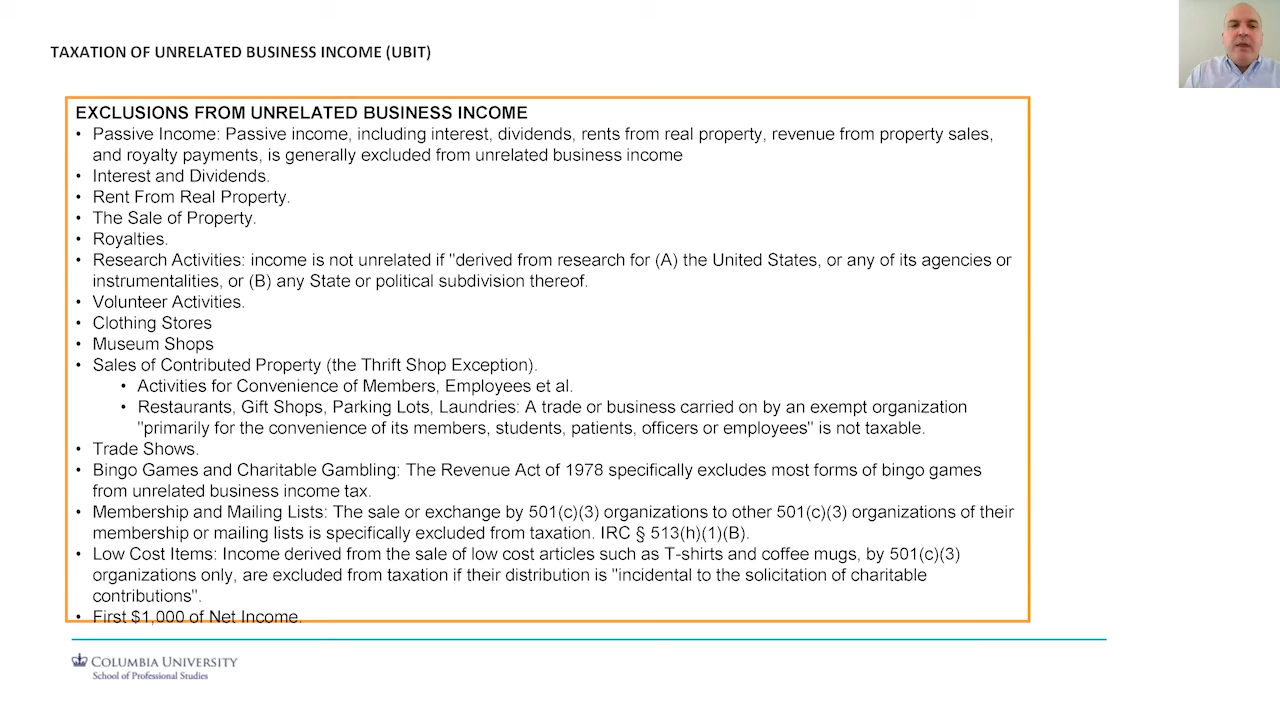 TAXATION OF UNRELATED BUSINESS INCOME (UBIT)
EXCLUSIONS FROM UNRELATED BUSINESS INCOME
• Passive Income: Passive income, including interest, dividends, rents from real property, revenue from property sales,
and royalty payments, is generally excluded from unrelated business income
• Interest and Dividends.
• Rent From Real Property.
• The Sale of Property.
• Royalties.
• Research Activities: income is not unrelated if "derived from research for (A) the United States, or any of its agencies or
instrumentalities, or (B) any State or political subdivision thereof.
• Volunteer Activities.
• Clothing Stores
• Museum Shops
• Sales of Contributed Property (the Thrift Shop Exception).
• Activities for Convenience of Members, Employees et al.
• Restaurants, Gift Shops, Parking Lots, Laundries: A trade or business carried on by an exempt organization
"primarily for the convenience of its members, students, patients, officers or employees" is not taxable.
• Trade Shows.
• Bingo Games and Charitable Gambling: The Revenue Act of 1978 specifically excludes most forms of bingo games
from unrelated business income tax.
• Membership and Mailing Lists: The sale or exchange by 501(c)(3) organizations to other 501(c)(3) organizations of their
membership or mailing lists is specifically excluded from taxation. IRC § 513(h)(1)(B).
• Low Cost Items: Income derived from the sale of low cost articles such as T-shirts and coffee mugs, by 501(c)(3)
organizations only, are excluded from taxation if their distribution is "incidental to the solicitation of charitable
contributions".
• First $1,000 of Net Income.
COLUMBIA UNIVERSITY
School of Professional Studies